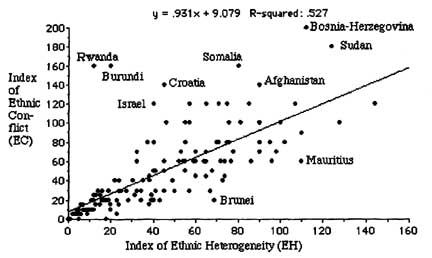 y = .931x + 9.079 R-squared: .527
200
180
160
140
120
100
80
60
40
20
0
Index
of
Ethnic
Con-
flict
(EC)
Bosnia-Herzegovina
Sudan
Rwanda
Burundi
Somalia
Croatia
Afghanistan
Israel
Mauritius
Brunei
0 20 40 60 80 100 120 140 160
Index of Ethnic Heterogeneity (EH)